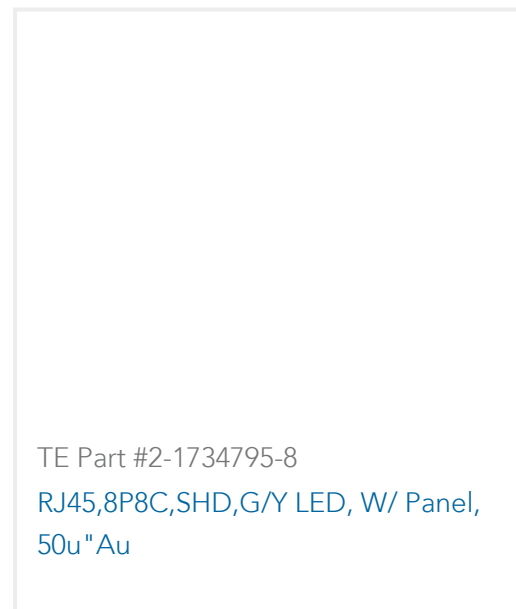 TE Part #2-1734795-8
RJ45,8P8C,SHD,G/Y LED, W/ Panel,
50u"Au